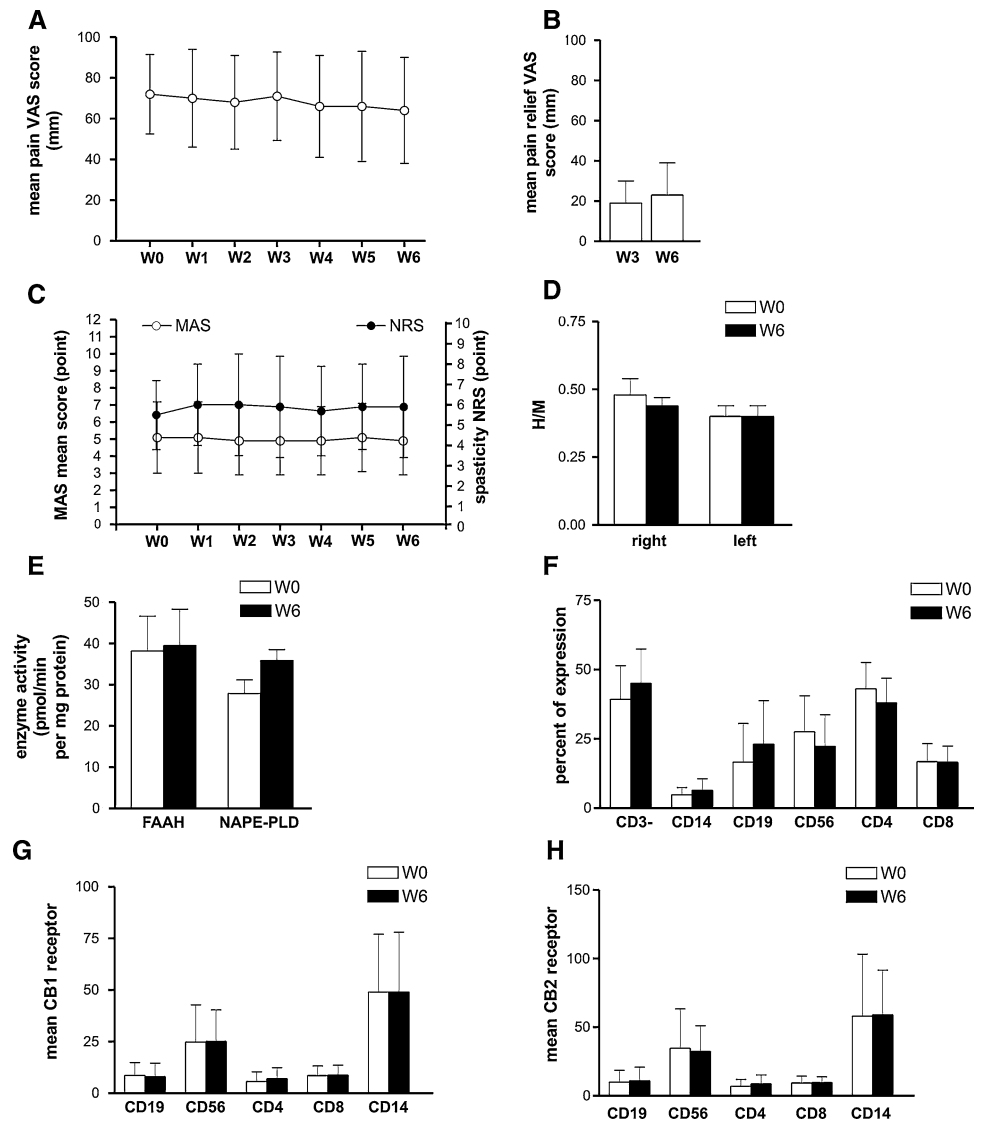 A
mean pain VAS score
(mm)
100
80
60
40
20
0
W0 W1 W2 W3 W4 W5 W6
B
mean pain relief VAS
score (mm)
100
80
60
40
20
0
W3 W6
C
MAS mean score (point)
12
11
10
9
8
7
6
5
4
3
2
1
0
MAS NRS
10
9
8
7
6
5
4
3
2
1
0
spasticity NRS (point)
W0 W1 W2 W3 W4 W5 W6
D
W0
W6
H/M
0.75
0.50
0.25
0.00
right left
E
W0
W6
enzyme activity
(pmol/min
per mg protein)
50
40
30
20
10
0
FAAH NAPE-PLD
F
W0
W6
percent of expression
75
50
25
0
CD3- CD14 CD19 CD56 CD4 CD8
G
W0
W6
mean CB1 receptor
100
75
50
25
0
CD19 CD56 CD4 CD8 CD14
H
W0
W6
mean CB2 receptor
150
100
50
0
CD19 CD56 CD4 CD8 CD14